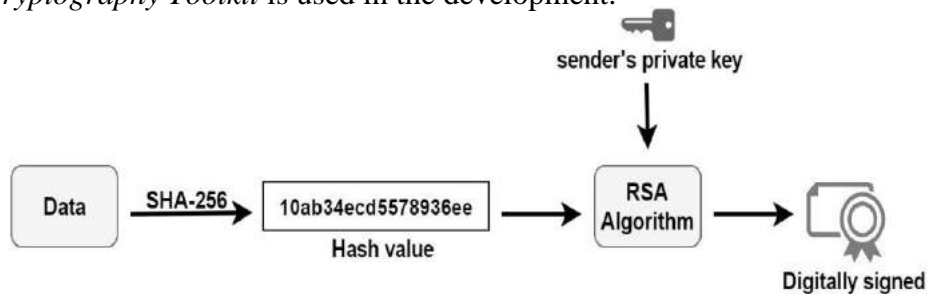 Cryptography Toolkit is used in the development.
sender's private key
Data
SHA-256
10ab34ecd5578936ee
Hash value
RSA
Algorithm
Digitally signed